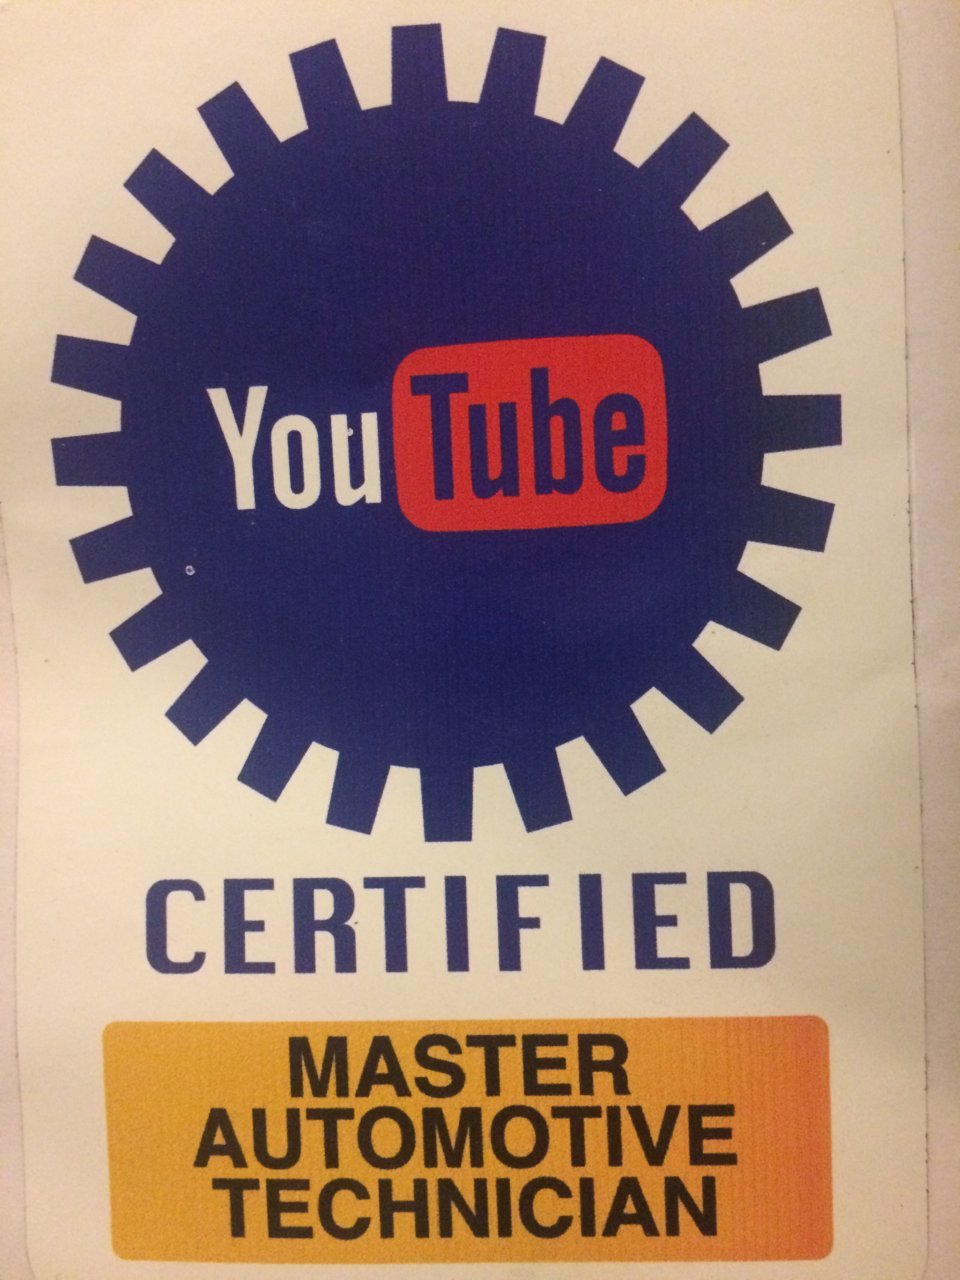 YouTube
CERTIFIED
MASTER
AUTOMOTIVE
TECHNICIAN